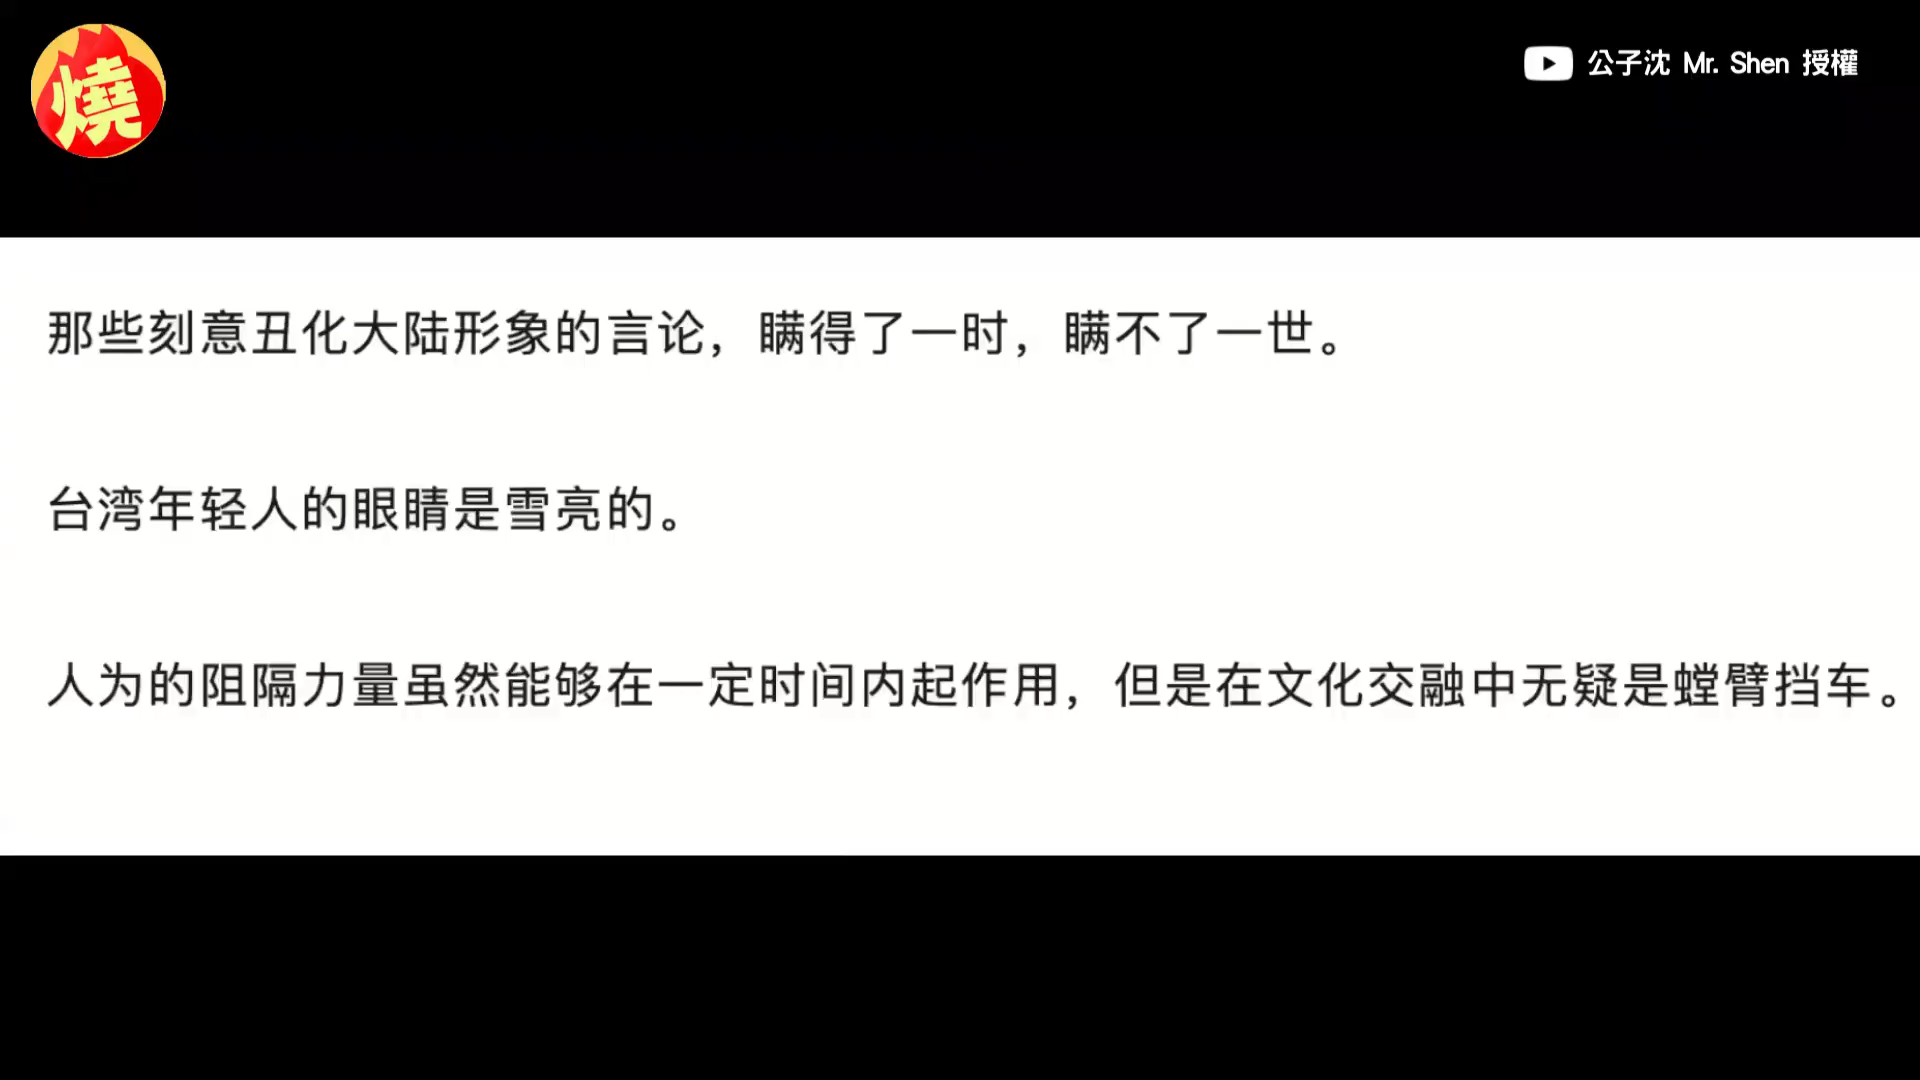 燒
公子沈 Mr. Shen 授權
那些刻意丑化大陆形象的言论，瞒得了一时，瞒不了一世。
台湾年轻人的眼睛是雪亮的。
人为的阻隔力量虽然能够在一定时间内起作用，但是在文化交融中无疑是螳臂挡车。